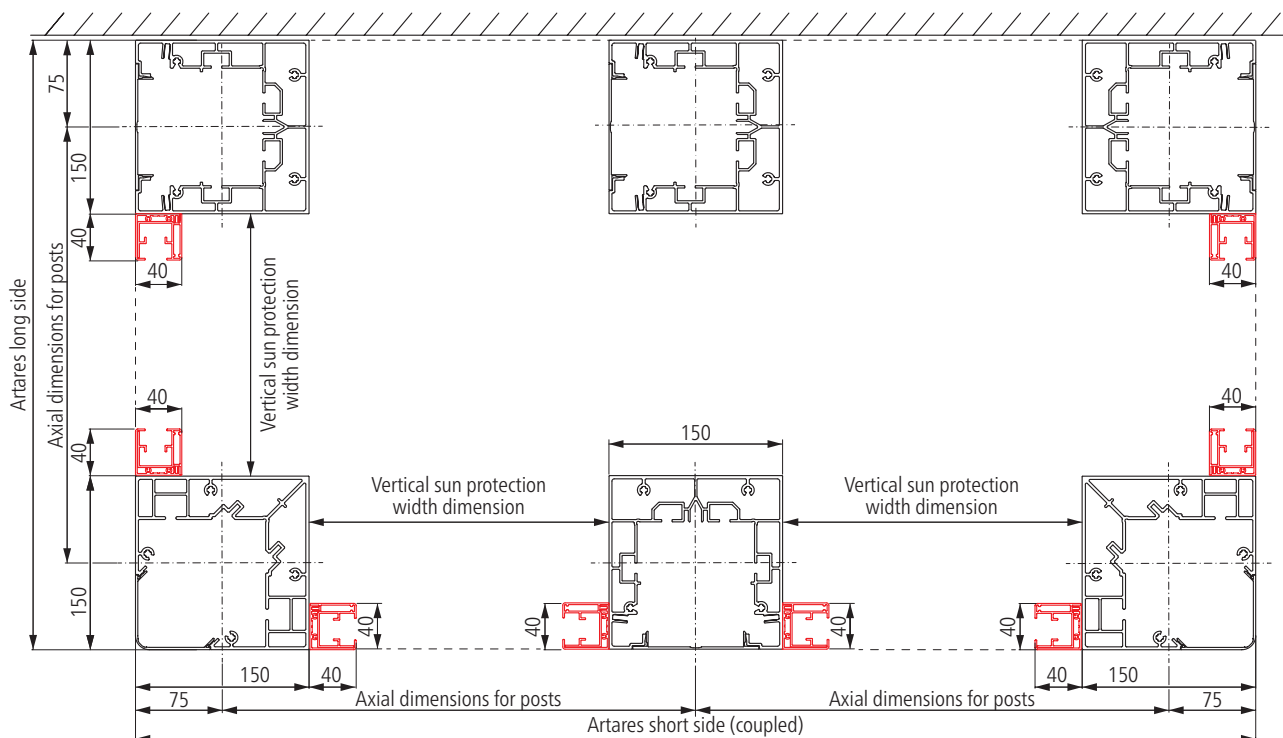 75
150
40
40
40
Artares long side
Axial dimensions for posts
Vertical sun protection
width dimension
40
40
40
150
150
Vertical sun protection
width dimension
Vertical sun protection
width dimension
40
40
40
40
150
40
40
150
75
Axial dimensions for posts
Axial dimensions for posts
75
Artares short side (coupled)